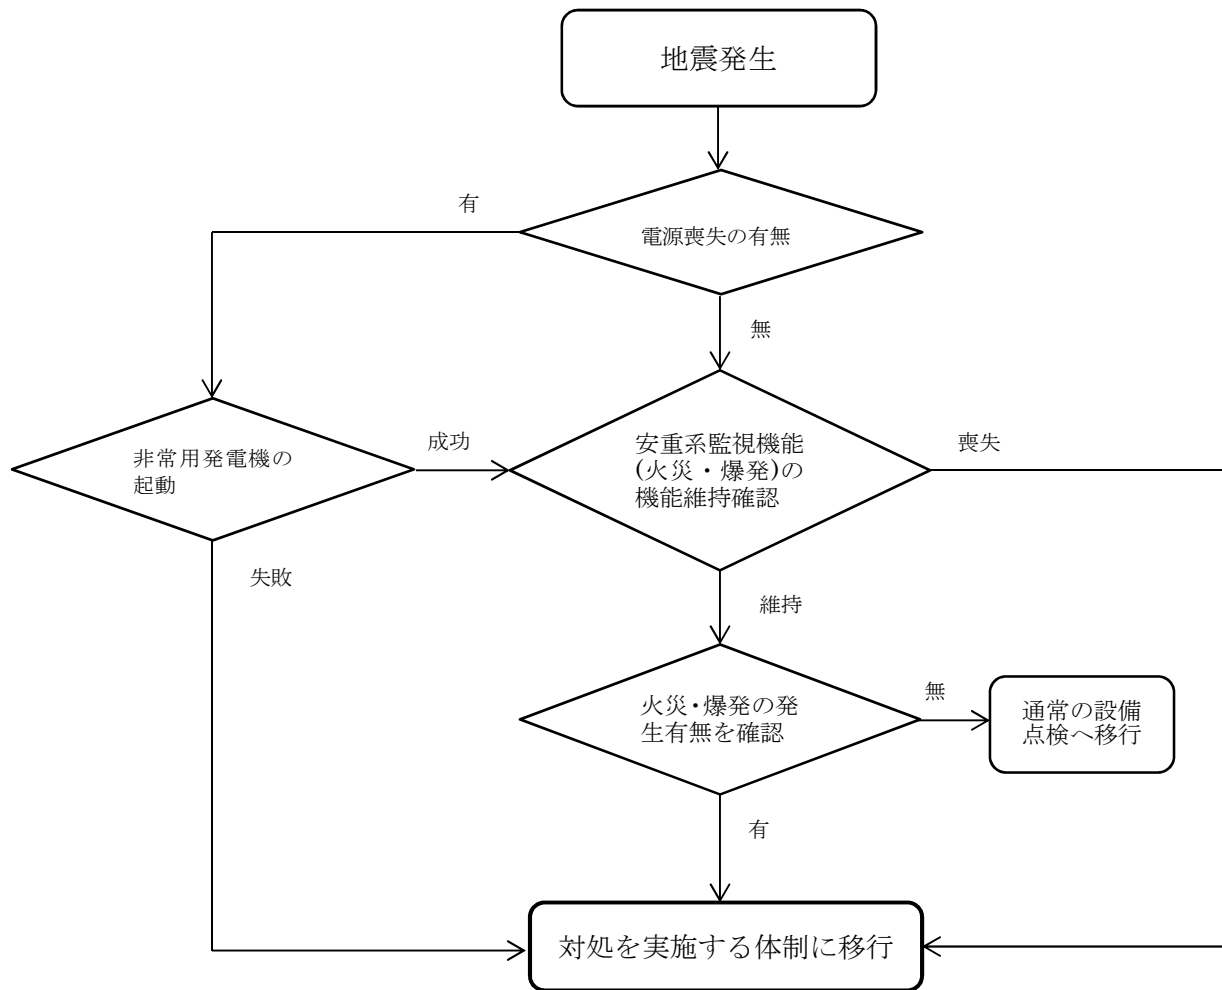 地震発生
有
電源喪失の有無
無
非常用発電機の
起動
成功
安重系監視機能
(火災・爆発)の
機能維持確認
喪失
失敗
維持
火災・爆発の発
生有無を確認
無
通常の設備
点検へ移行
有
対処を実施する体制に移行